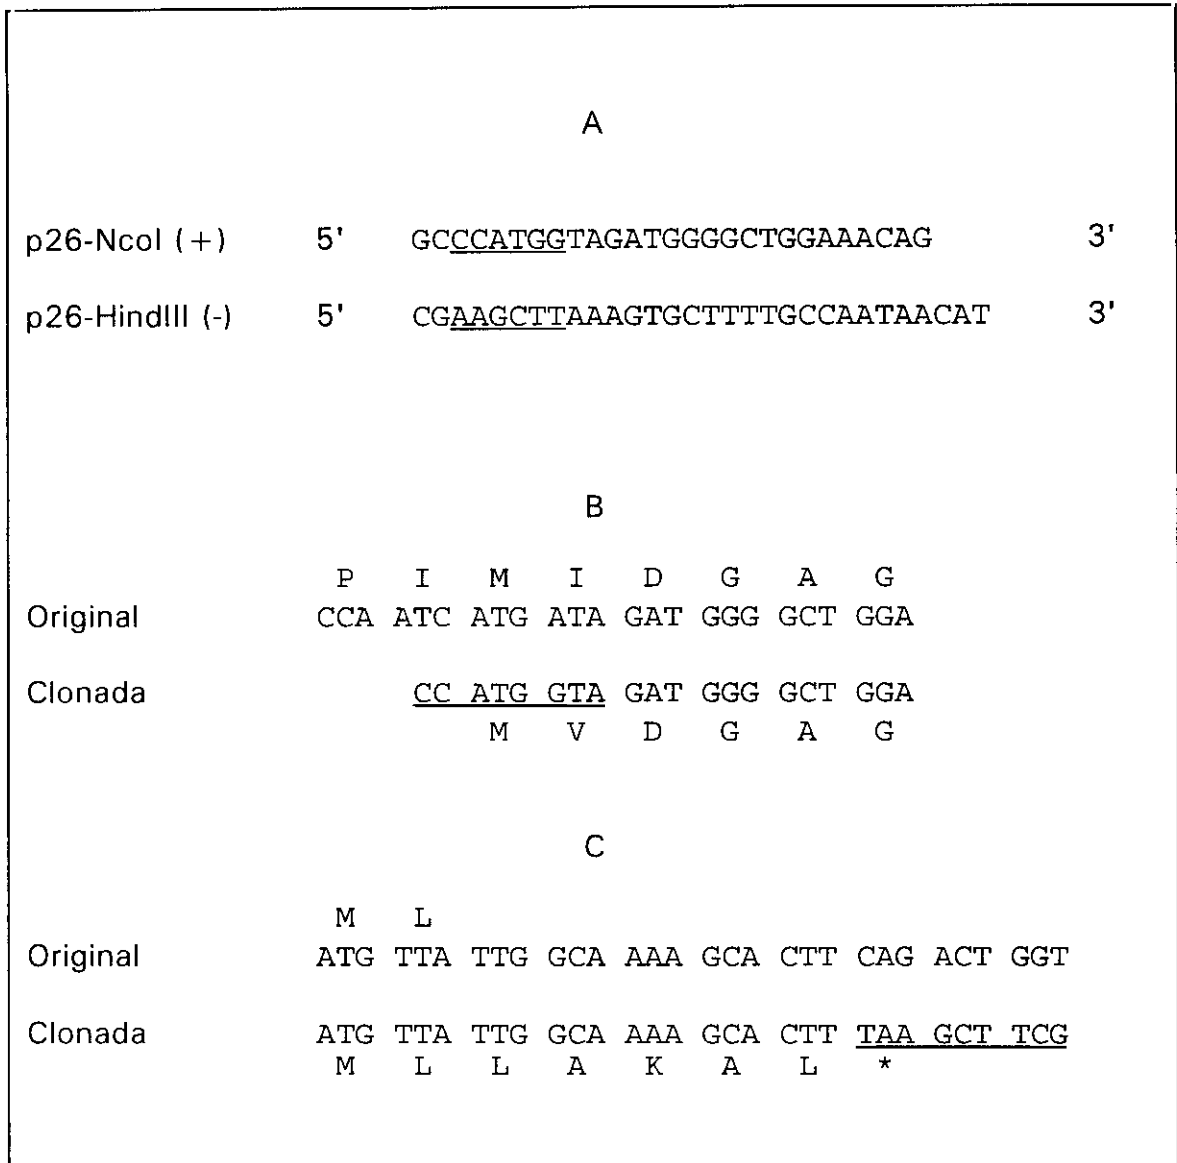 A
p26-NcoI (+) 5' GCCCATGGTAGATGGGGCTGGAAACAG 3'
p26-HindIII (-) 5' CGAAGCTTAAAGTGCTTTTGCCAATAACAT 3'
B
P I M I D G A G
Original CCA ATC ATG ATA GAT GGG GCT GGA
Clonada CC ATG GTA GAT GGG GCT GGA
M V D G A G
C
M L
Original ATG TTA TTG GCA AAA GCA CTT CAG ACT GGT
Clonada ATG TTA TTG GCA AAA GCA CTT TAA GCT TCG
M L L A K A L *